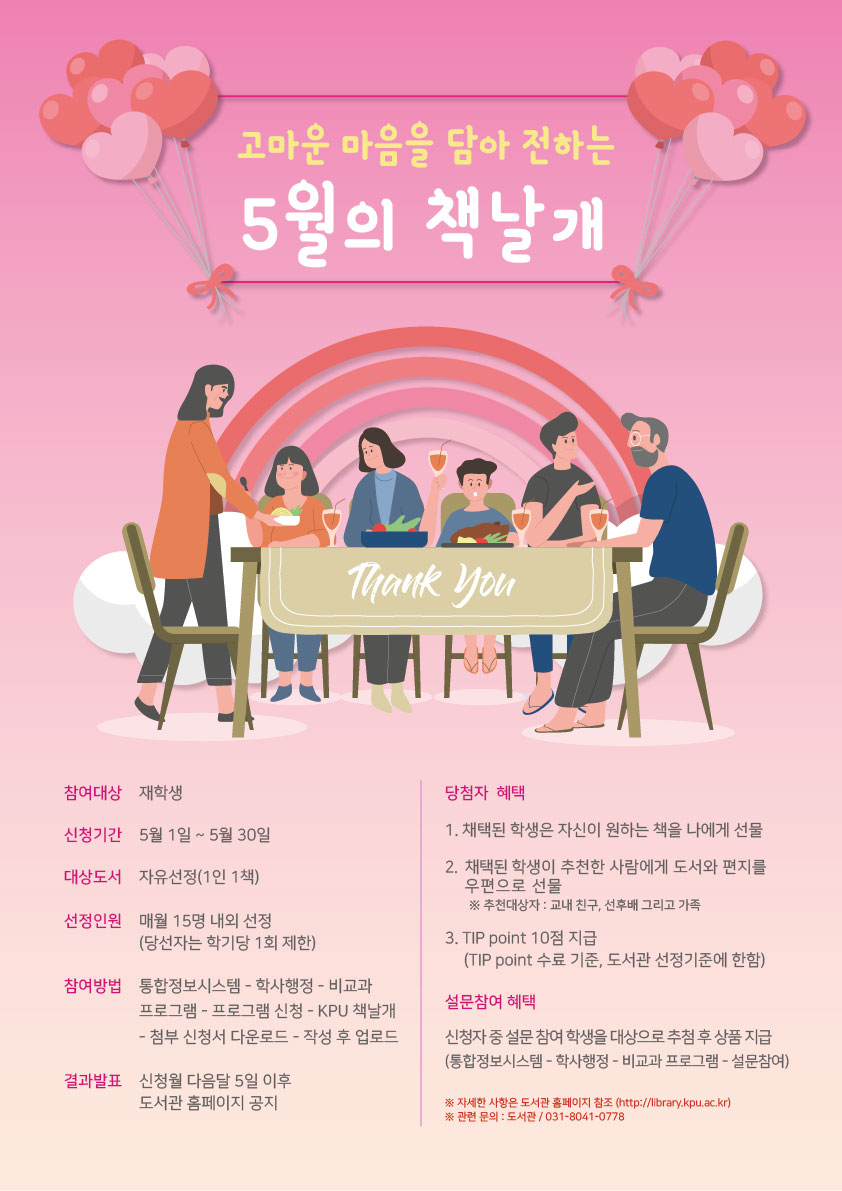 고마운 마음을 담아 전하는
5월의 책날개
Thank You
참여대상 재학생
신청기간 5월 1일 ~ 5월 30일
대상도서 자유선정(1인 1책)
선정인원 매월 15명 내외 선정
(당선자는 학기당 1회 제한)
참여방법 통합정보시스템 - 학사행정 - 비교과
프로그램 - 프로그램 신청 - KPU 책날개
- 첨부 신청서 다운로드 - 작성 후 업로드
결과발표 신청월 다음달 5일 이후
도서관 홈페이지 공지
당첨자 혜택
1. 채택된 학생은 자신이 원하는 책을 나에게 선물
2. 채택된 학생이 추천한 사람에게 도서와 편지를
우편으로 선물
※ 추천대상자 : 교내 친구, 선후배 그리고 가족
3. TIP point 10점 지급
(TIP point 수료 기준, 도서관 선정기준에 한함)
설문참여 혜택
신청자 중 설문 참여 학생을 대상으로 추첨 후 상품 지급
(통합정보시스템 - 학사행정 - 비교과 프로그램 - 설문참여)
※ 자세한 사항은 도서관 홈페이지 참조 (http://library.kpu.ac.kr)
※ 관련 문의 : 도서관 / 031-8041-0778